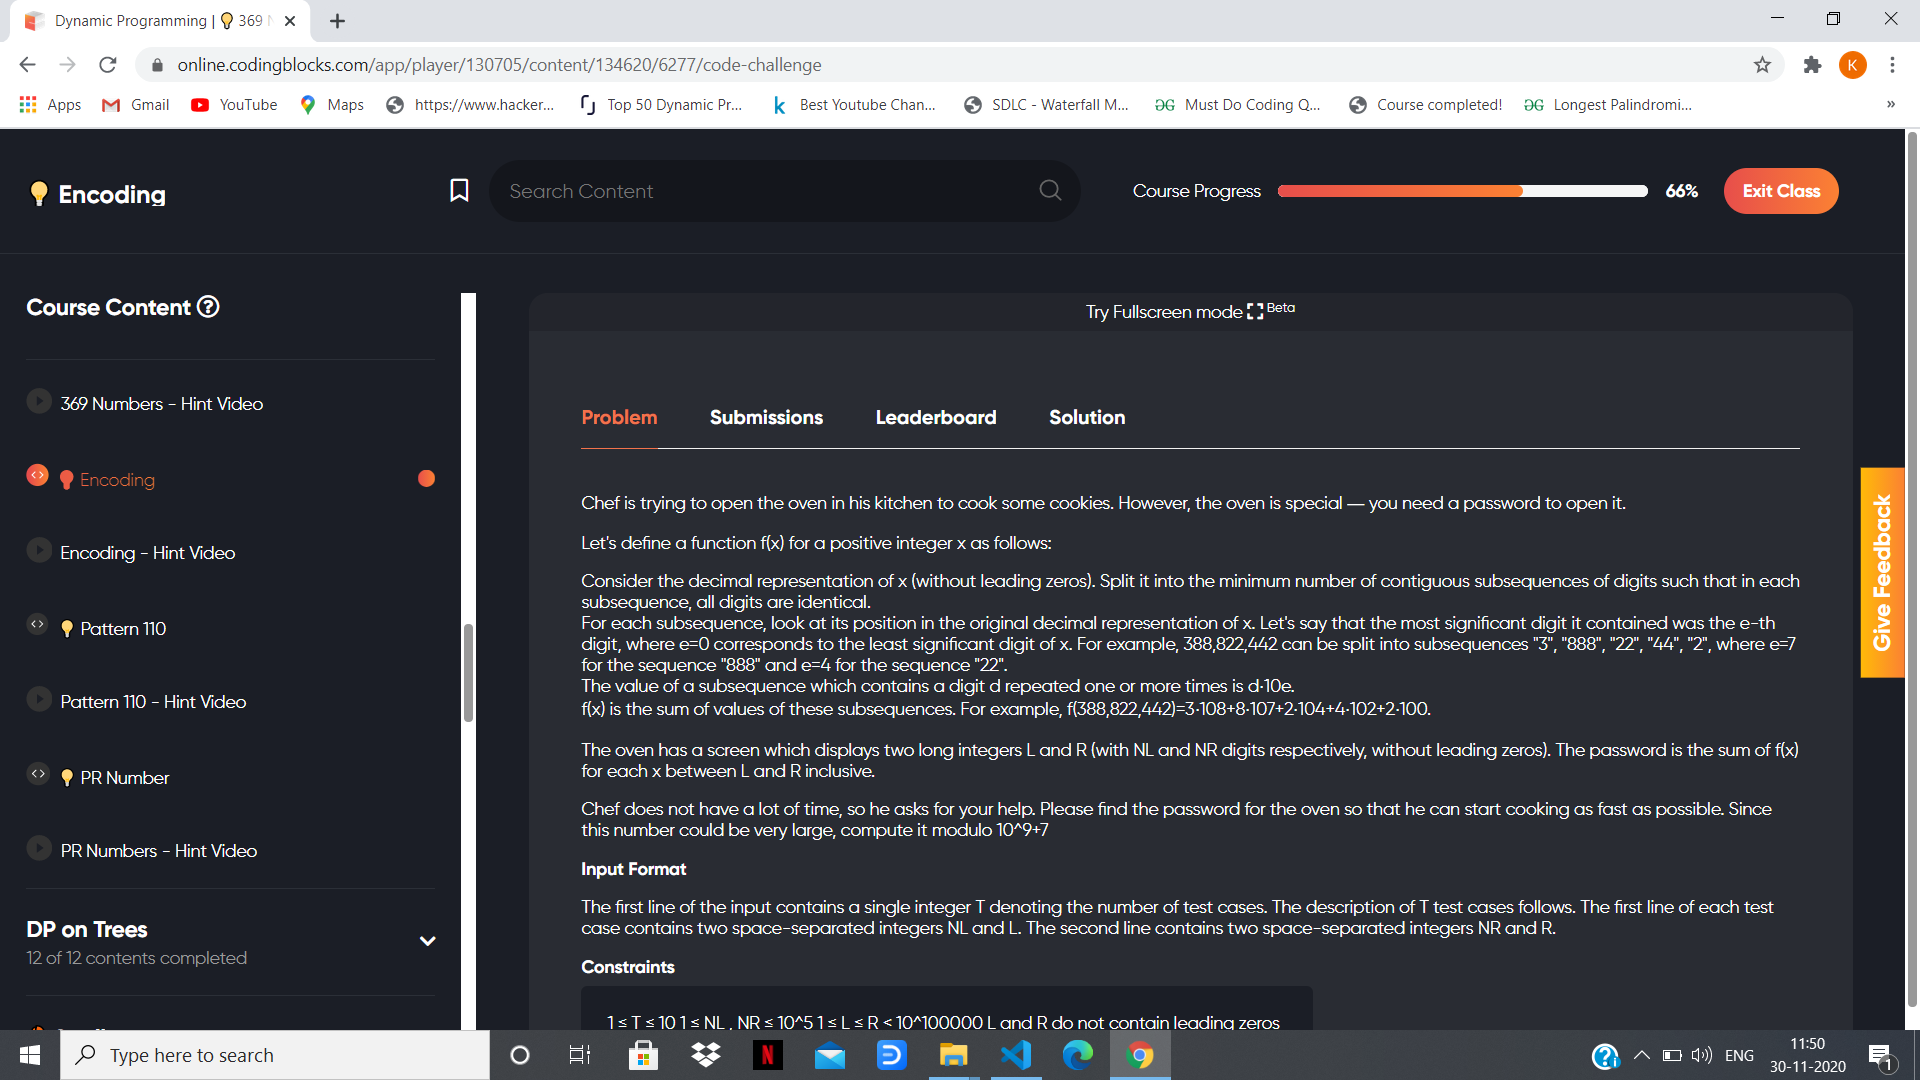 Dynamic Programming | 369 N
online.codingblocks.com/app/player/130705/content/134620/6277/code-challenge
K
Apps Gmail YouTube Maps https://www.hacker... Top 50 Dynamic Pr... Best Youtube Chan... SDLC - Waterfall M... Must Do Coding Q... Course completed! Longest Palindromi... »
Encoding
Search Content
Course Progress
66%
Exit Class
Course Content
369 Numbers - Hint Video
Encoding
Encoding - Hint Video
Pattern 110
Pattern 110 - Hint Video
PR Number
PR Numbers - Hint Video
DP on Trees
12 of 12 contents completed
Try Fullscreen mode Beta
Problem Submissions Leaderboard Solution
Chef is trying to open the oven in his kitchen to cook some cookies. However, the oven is special — you need a password to open it.
Let's define a function f(x) for a positive integer x as follows:
Consider the decimal representation of x (without leading zeros). Split it into the minimum number of contiguous subsequences of digits such that in each
subsequence, all digits are identical.
For each subsequence, look at its position in the original decimal representation of x. Let's say that the most significant digit it contained was the e-th
digit, where e=0 corresponds to the least significant digit of x. For example, 388,822,442 can be split into subsequences "3", "888", "22", "44", "2", where e=7
for the sequence "888" and e=4 for the sequence "22".
The value of a subsequence which contains a digit d repeated one or more times is d·10e.
f(x) is the sum of values of these subsequences. For example, f(388,822,442)=3·108+8·107+2·104+4·102+2·100.
The oven has a screen which displays two long integers L and R (with NL and NR digits respectively, without leading zeros). The password is the sum of f(x)
for each x between L and R inclusive.
Chef does not have a lot of time, so he asks for your help. Please find the password for the oven so that he can start cooking as fast as possible. Since
this number could be very large, compute it modulo 10^9+7
Input Format
The first line of the input contains a single integer T denoting the number of test cases. The description of T test cases follows. The first line of each test
case contains two space-separated integers NL and L. The second line contains two space-separated integers NR and R.
Constraints
1 ≤ T ≤ 10 1 ≤ NL , NR ≤ 10^5 1 ≤ L ≤ R < 10^100000 L and R do not contain leading zeros
Give Feedback
Type here to search
ENG
11:50
30-11-2020
1